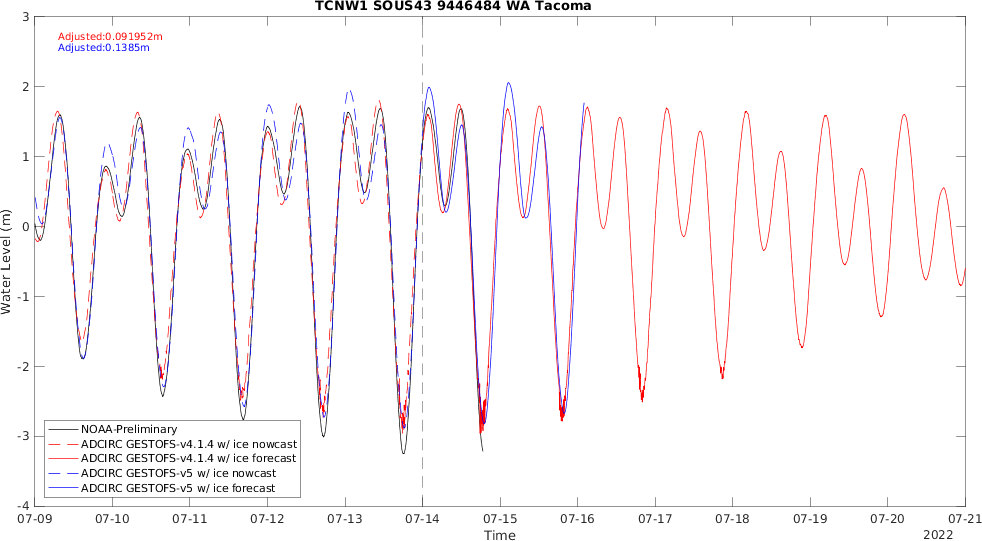 TCNW1 SOUS43 9446484 WA Tacoma
Adjusted:0.091952m
Adjusted:0.1385m
3
2
1
0
-1
-2
-3
-4
Water Level (m)
NOAA-Preliminary
ADCIRC GESTOFS-v4.1.4 w/ ice nowcast
ADCIRC GESTOFS-v4.1.4 w/ ice forecast
ADCIRC GESTOFS-v5 w/ ice nowcast
ADCIRC GESTOFS-v5 w/ ice forecast
07-09 07-10 07-11 07-12 07-13 07-14 07-15 07-16 07-17 07-18 07-19 07-20 07-21
Time
2022